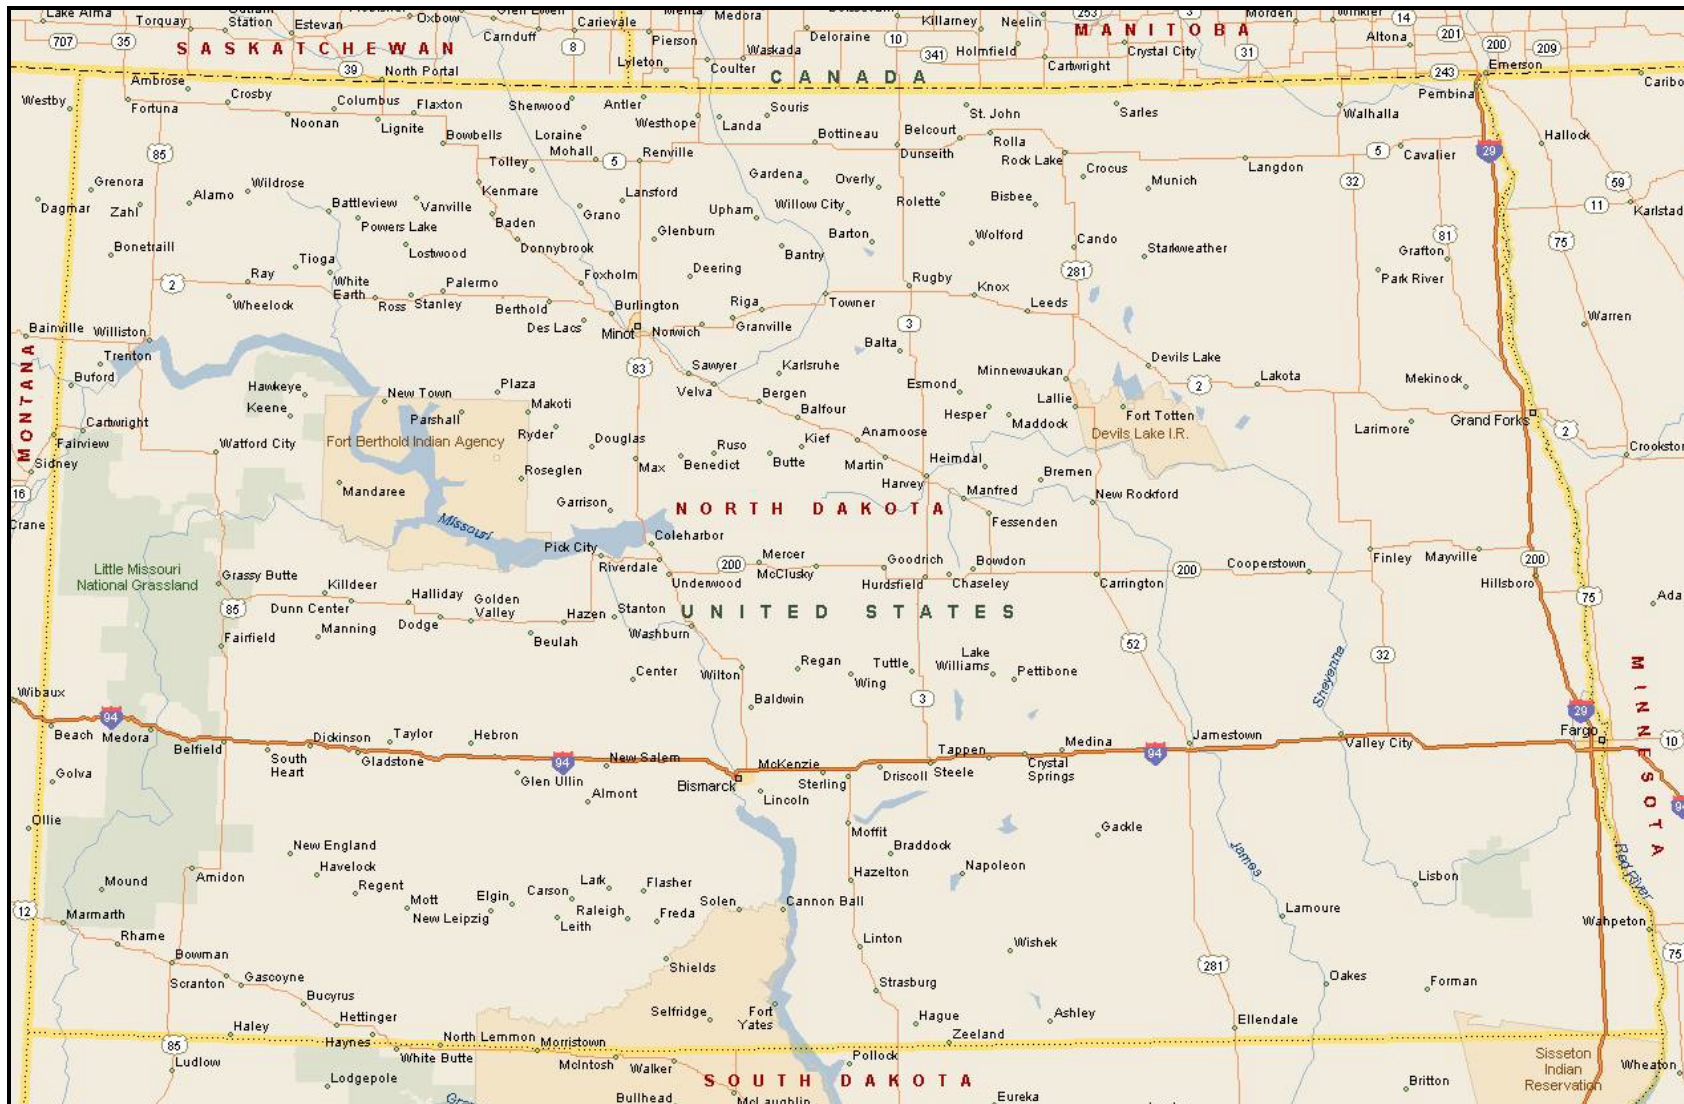 Lake Alma
Torquay
Station
Estevan
Oxbow
Carnduff
Carievale
Pierson
Lyleton
Medora
Waskada
Coulter
Deloraine
Killarney
Neelin
Holmfield
Cartwright
Crystal City
Morden
Winkler
Altona
Emerson
707
35
39
8
10
341
253
3
31
14
201
200
209
243
SASKATCHEWAN
MANITOBA
CANADA
North Portal
Ambrose
Westby
Fortuna
Crosby
Noonan
Columbus
Lignite
Flaxton
Bowbells
Sherwood
Loraine
Mohall
Antler
Westhope
Landa
Souris
Bottineau
Belcourt
Dunseith
St. John
Rolla
Rock Lake
Sarles
Walhalla
Pembina
Hallock
Cavalier
Langdon
Crocus
Munich
85
5
5
29
32
59
11
Karlstad
Grenora
Dagmar
Zahl
Alamo
Wildrose
Battleview
Powers Lake
Vanville
Lostwood
Tolley
Kenmare
Baden
Donnybrook
Renville
Lansford
Grano
Glenburn
Gardena
Upham
Willow City
Overly
Barton
Bantry
Rolette
Bisbee
Wolford
Cando
Starkweather
Grafton
Park River
81
75
281
Bonetraill
Ray
Tioga
Wheelock
White
Earth
Ross
Stanley
Palermo
Berthold
Foxholm
Des Lacs
Burlington
Minot
Norwich
Deering
Riga
Granville
Towner
Rugby
Knox
Leeds
2
3
83
Warren
Bainville
Williston
Trenton
Buford
Cartwright
Fairview
Sidney
16
Crane
MONTANA
Hawkeye
Keene
Watford City
New Town
Parshall
Fort Berthold Indian Agency
Mandaree
Plaza
Makoti
Ryder
Roseglen
Douglas
Max
Garrison
Sawyer
Velva
Karlsruhe
Bergen
Balfour
Ruso
Benedict
Butte
Kief
Anamoose
Martin
Harvey
Balta
Esmond
Hesper
Maddock
Heimdal
Manfred
Fessenden
Bremen
New Rockford
Minnewaukan
Lallie
Devils Lake
Fort Totten
Devils Lake I.R.
2
Lakota
Mekinock
Larimore
Grand Forks
2
Crookston
NORTH DAKOTA
Missouri
Pick City
Riverdale
Coleharbor
Underwood
200
Mercer
McClusky
Goodrich
Hurdsfield
Bowdon
Chaseley
Carrington
200
Cooperstown
Finley
Mayville
200
Hillsboro
75
Ada
Little Missouri
National Grassland
Grassy Butte
85
Fairfield
Killdeer
Dunn Center
Manning
Halliday
Dodge
Golden
Valley
Beulah
Hazen
Stanton
Washburn
UNITED STATES
Center
Wilton
Baldwin
Regan
Wing
Tuttle
Lake
Williams
Pettibone
3
52
32
Sheyenne
MINNESOTA
Wibaux
94
Beach
Medora
Belfield
South
Heart
Dickinson
Gladstone
Taylor
Hebron
Glen Ullin
94
New Salem
Almont
Bismarck
McKenzie
Lincoln
Sterling
Driscoll
Steele
Tappen
Crystal
Springs
Medina
94
Jamestown
Valley City
29
Fargo
10
94
Golva
Ollie
Moffit
Braddock
Hazelton
Napoleon
Gackle
James
Lisbon
Red River
New England
Havelock
Regent
Amidon
Mound
12
Marmarth
Mott
New Leipzig
Elgin
Carson
Leith
Lark
Raleigh
Flasher
Freda
Solen
Cannon Ball
Lamoure
Wahpeton
75
Rhame
Bowman
Scranton
Gascoyne
Bucyrus
Hettinger
Haynes
Haley
Shields
Selfridge
Fort
Yates
Linton
Strasburg
Hague
Zeeland
Wishek
Ashley
281
Ellendale
Oakes
Forman
85
Ludlow
Lodgepole
North Lemmon
White Butte
Morristown
McIntosh
Walker
Bullhead
McLaughlin
SOUTH DAKOTA
Pollock
Eureka
Britton
Sisseton
Indian
Reservation
Wheaton